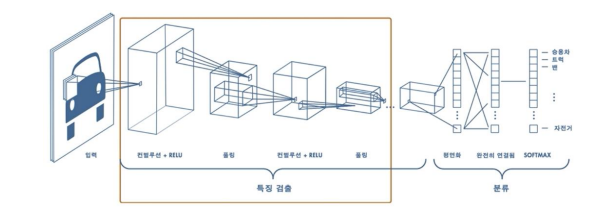 승용차
트럭
밴
자전거
입력
컨벌루션 + RELU
풀링
컨벌루션 + RELU
풀링
평면화
완전히 연결됨
SOFTMAX
특징 검출
분류